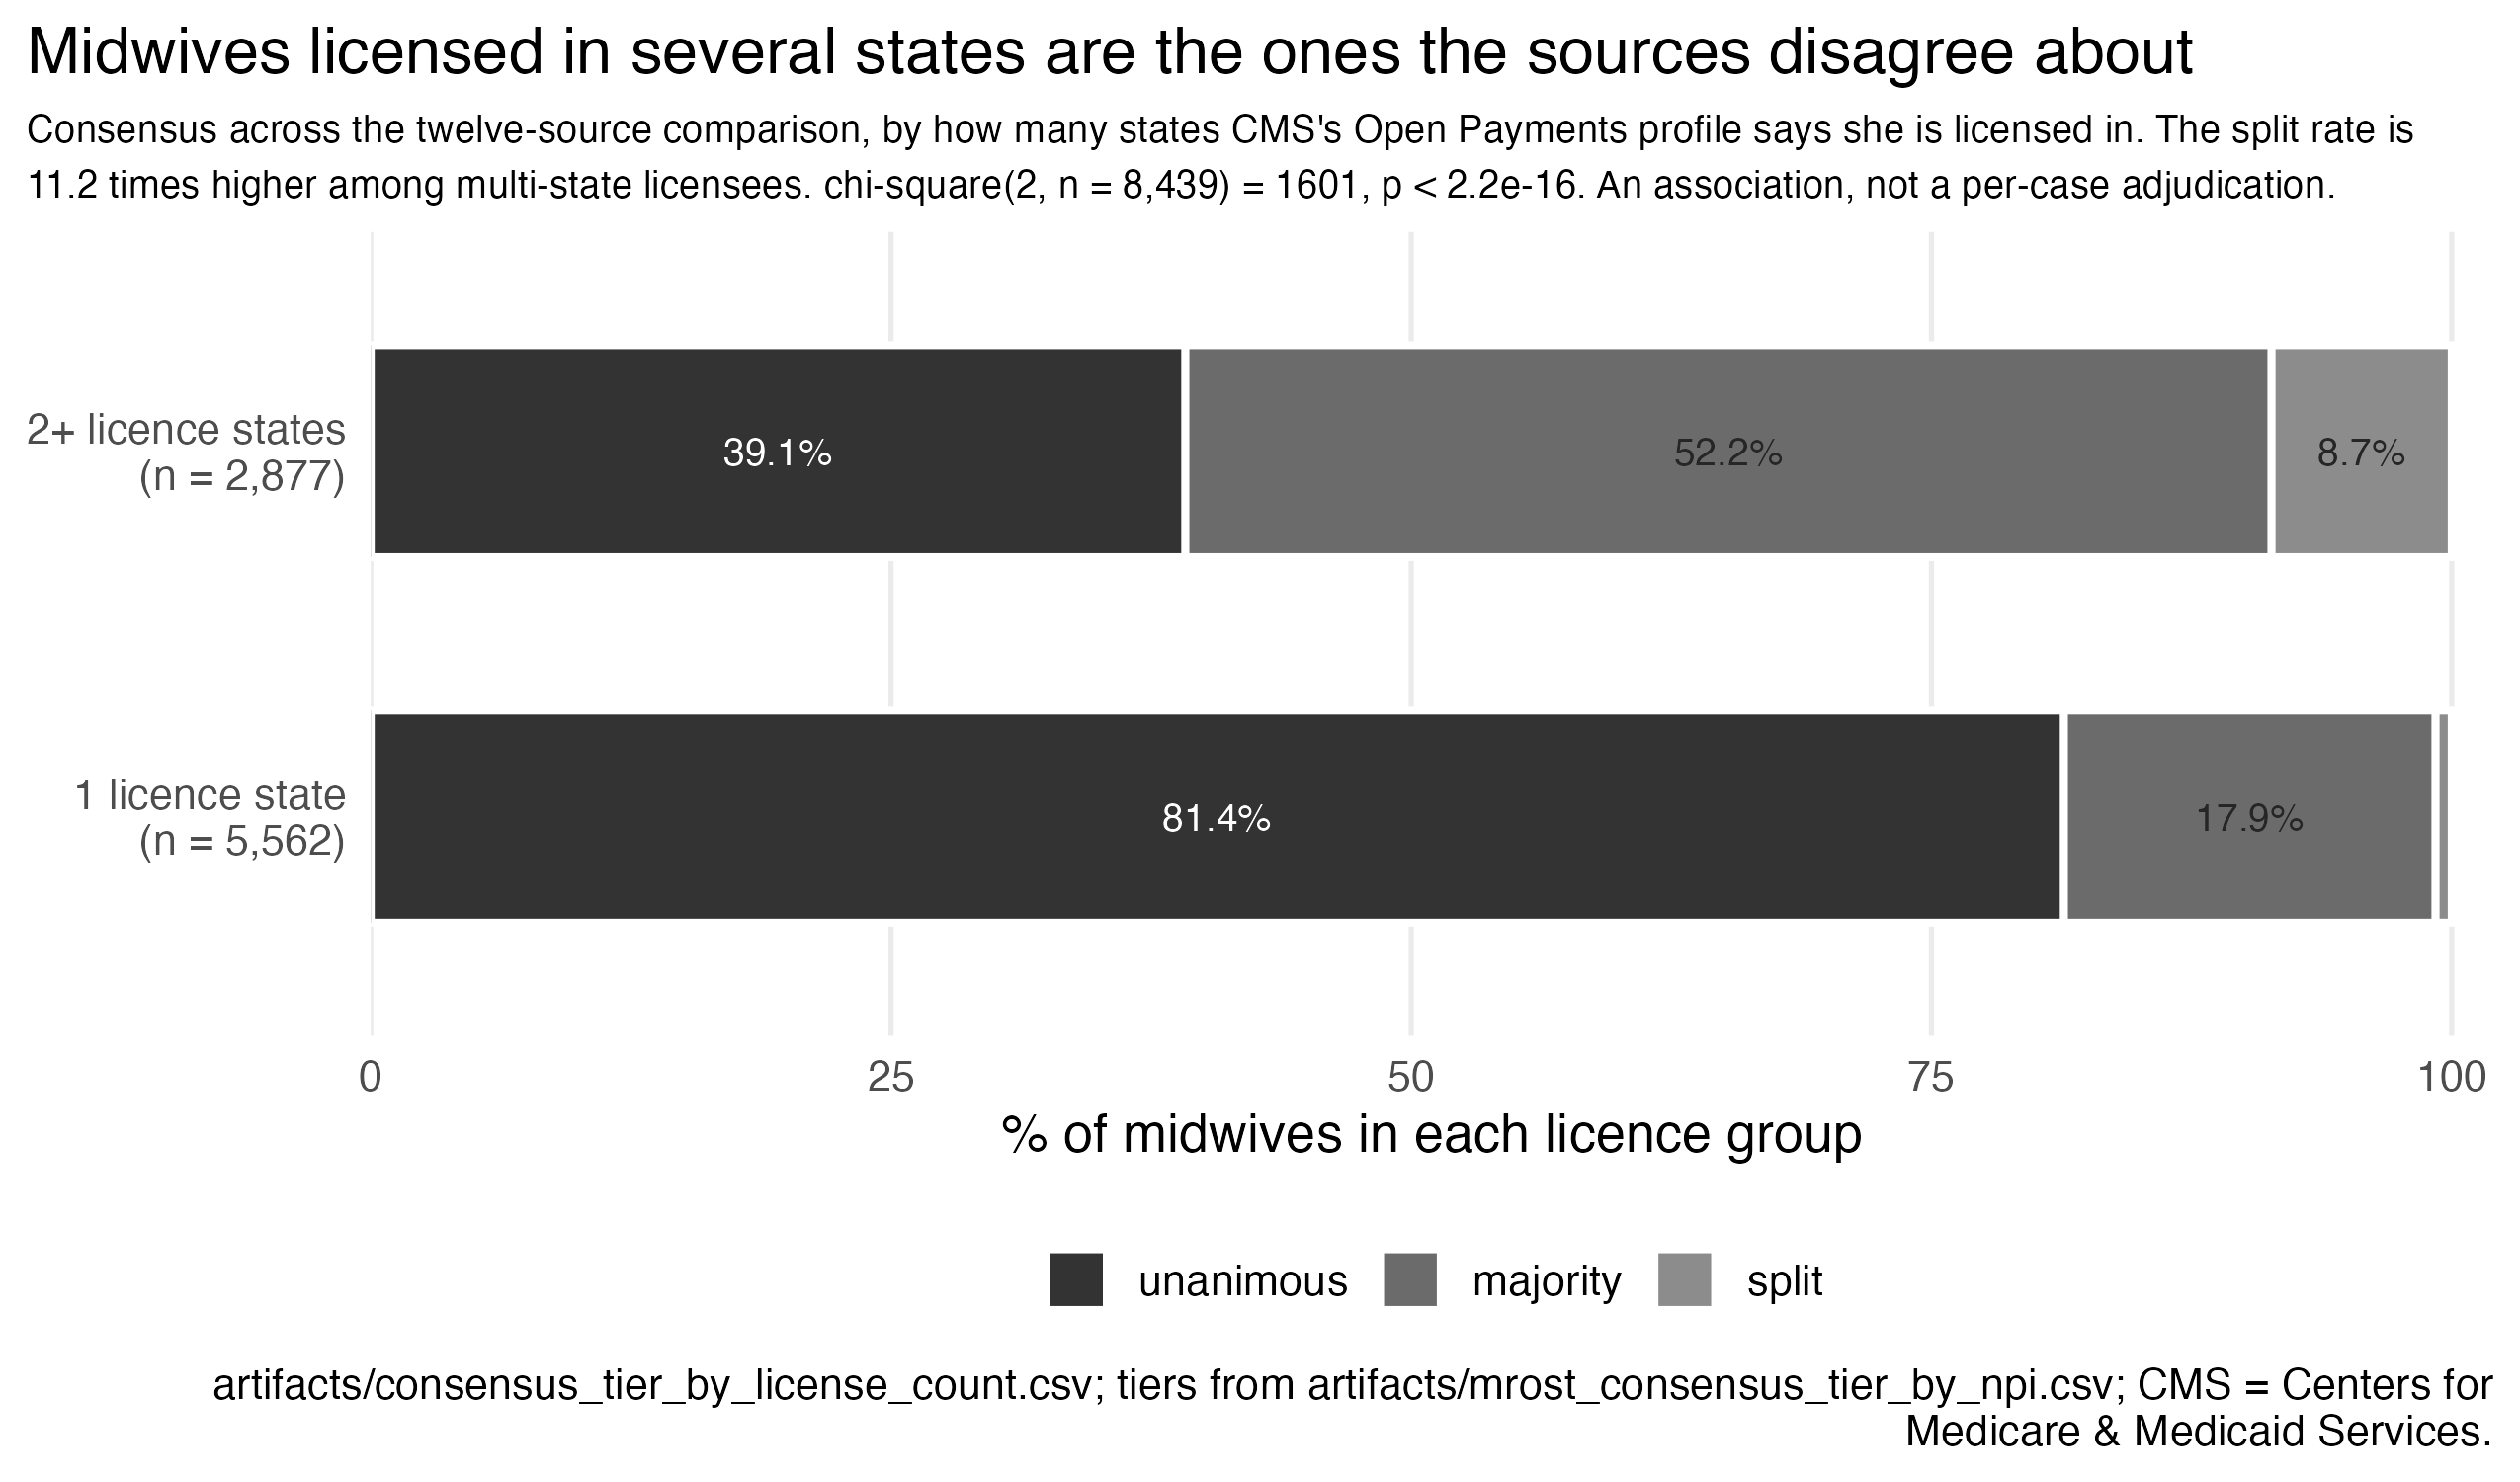 Midwives licensed in several states are the ones the sources disagree about
Consensus across the twelve-source comparison, by how many states CMS's Open Payments profile says she is licensed in. The split rate is
11.2 times higher among multi-state licensees. chi-square(2, n = 8,439) = 1601, p < 2.2e-16. An association, not a per-case adjudication.
2+ licence states
(n = 2,877)
39.1%
52.2%
8.7%
1 licence state
(n = 5,562)
81.4%
17.9%
0
25
50
75
100
% of midwives in each licence group
unanimous
majority
split
artifacts/consensus_tier_by_license_count.csv; tiers from artifacts/mrost_consensus_tier_by_npi.csv; CMS = Centers for
Medicare & Medicaid Services.